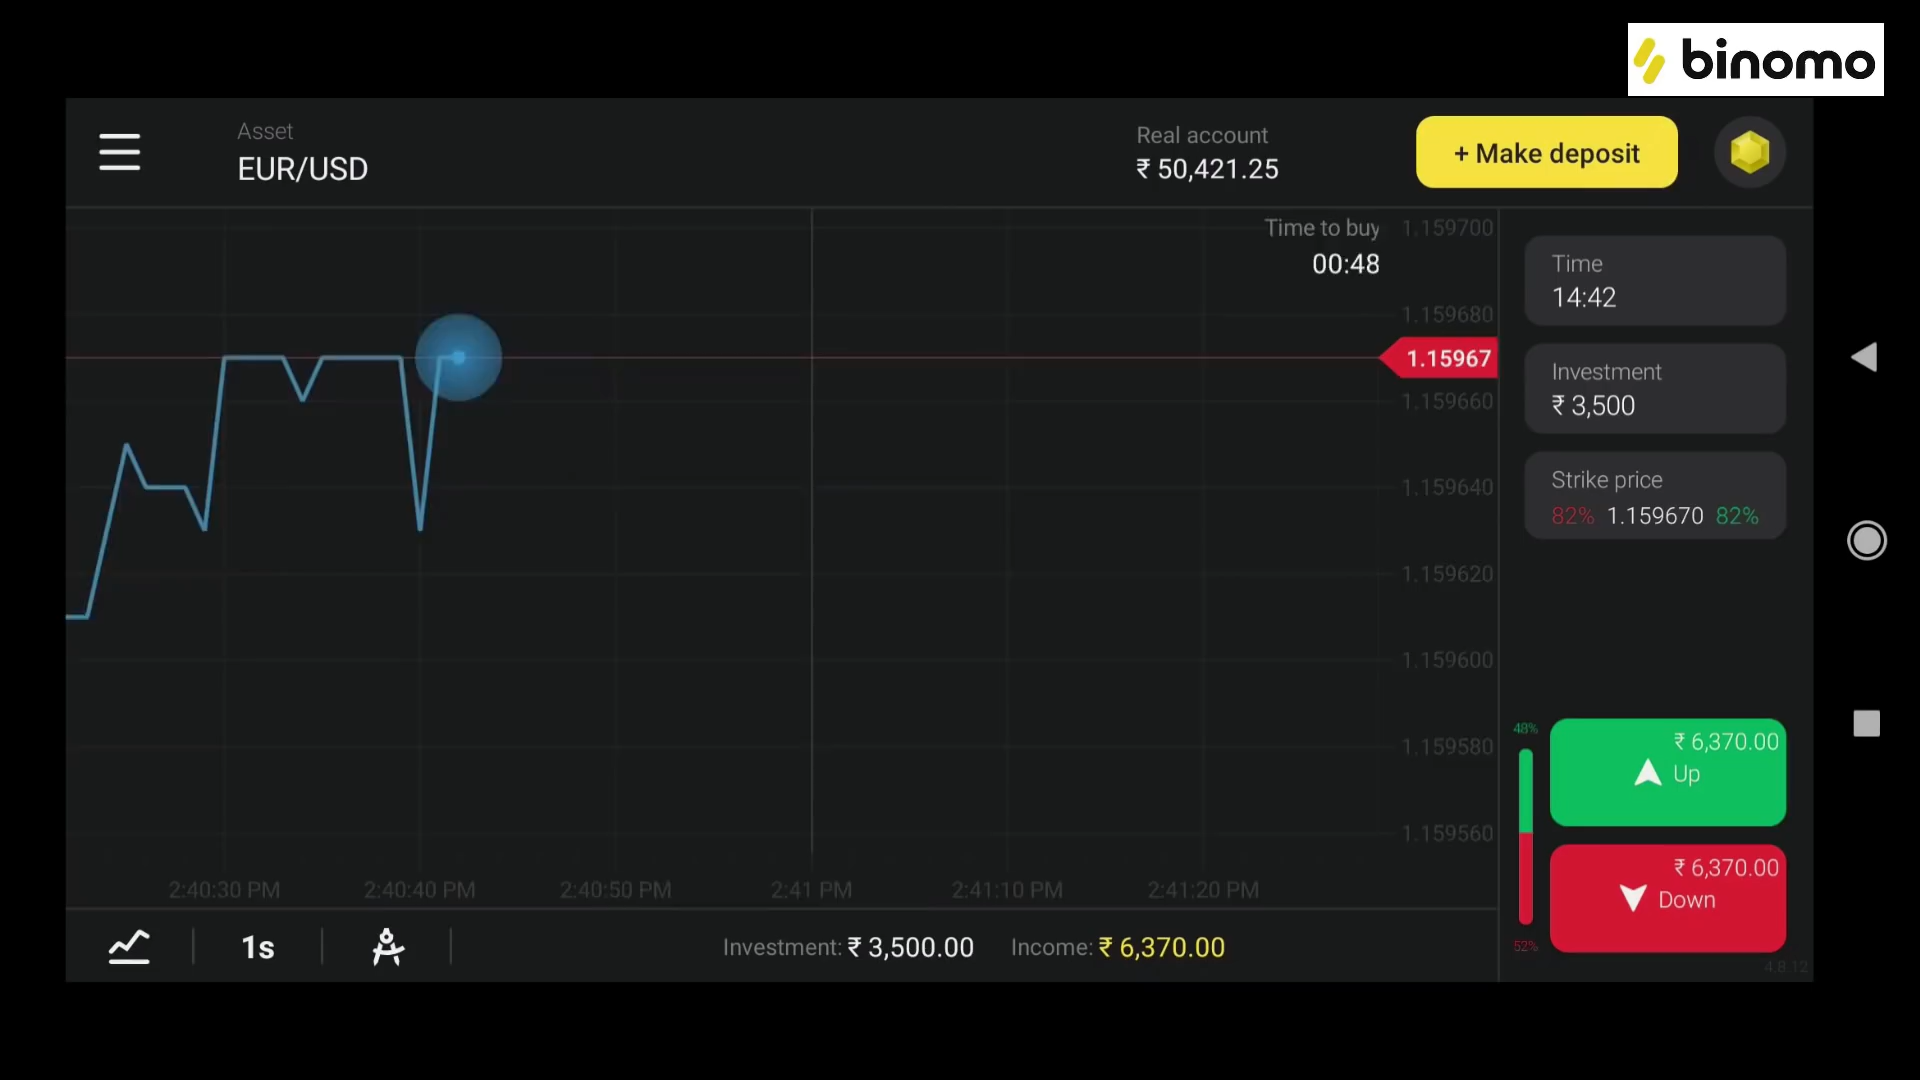 binomo
Asset
EUR/USD
Real account
₹ 50,421.25
+ Make deposit
Time to buy
00:48
1.159700
1.159680
1.15967
1.159660
1.159640
1.159620
1.159600
1.159580
1.159560
Time
14:42
Investment
₹ 3,500
Strike price
82% 1.159670 82%
48%
₹ 6,370.00
Up
₹ 6,370.00
Down
52%
4.8.12
2:40:30 PM 2:40:40 PM 2:40:50 PM 2:41 PM 2:41:10 PM 2:41:20 PM
1s
Investment: ₹ 3,500.00 Income: ₹ 6,370.00